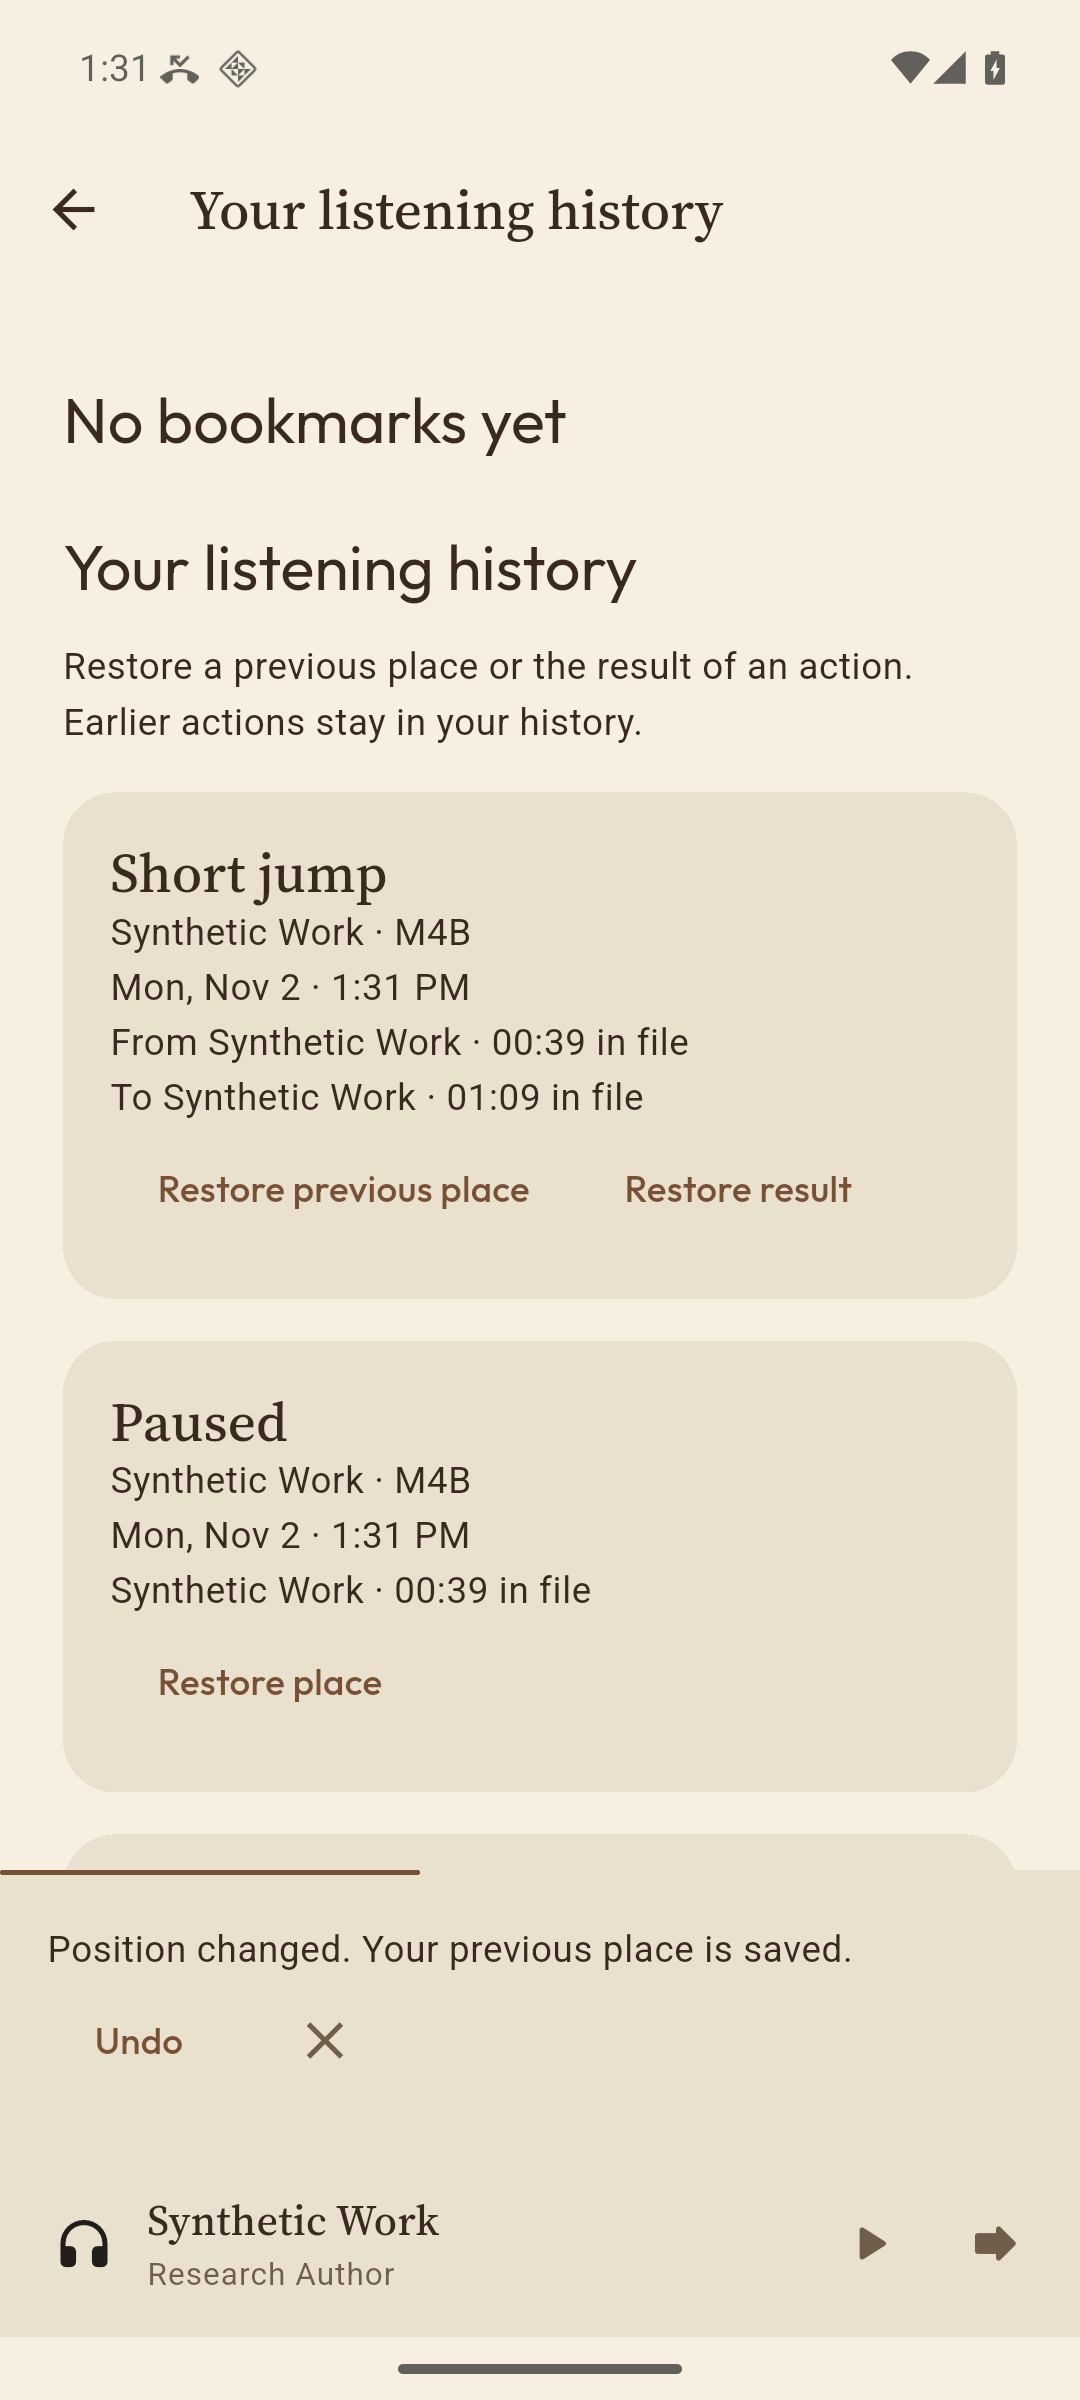 1:31
Your listening history
No bookmarks yet
Your listening history
Restore a previous place or the result of an action.
Earlier actions stay in your history.
Short jump
Synthetic Work · M4B
Mon, Nov 2 · 1:31 PM
From Synthetic Work · 00:39 in file
To Synthetic Work · 01:09 in file
Restore previous place Restore result
Paused
Synthetic Work · M4B
Mon, Nov 2 · 1:31 PM
Synthetic Work · 00:39 in file
Restore place
Position changed. Your previous place is saved.
Undo
Synthetic Work
Research Author